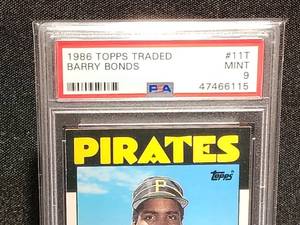 1986 TOPPS TRADED #11T
BARRY BONDS MINT
9
PSA 47466115
PIRATES
topps
P